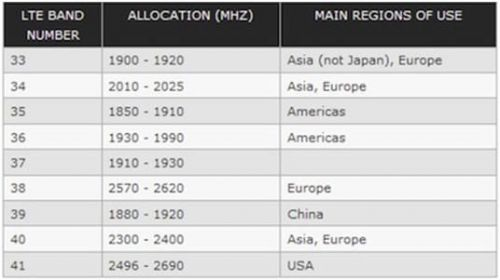 LTE BAND NUMBER ALLOCATION (MHZ) MAIN REGIONS OF USE
33 1900 - 1920 Asia (not Japan), Europe
34 2010 - 2025 Asia, Europe
35 1850 - 1910 Americas
36 1930 - 1990 Americas
37 1910 - 1930
38 2570 - 2620 Europe
39 1880 - 1920 China
40 2300 - 2400 Asia, Europe
41 2496 - 2690 USA